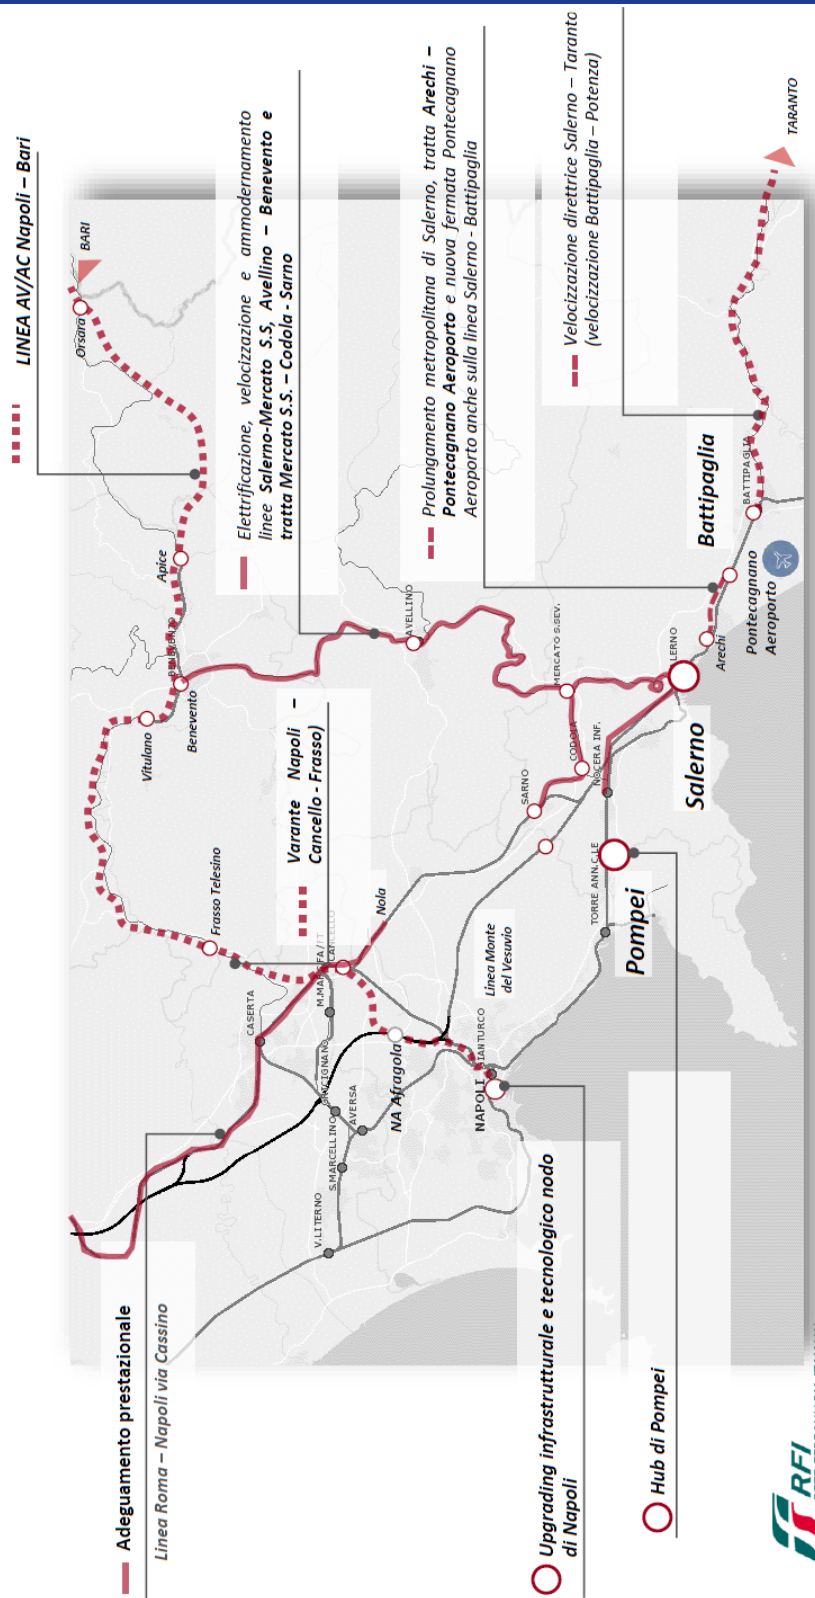 LINEA AV/AC Napoli – Bari
Elettrificazione, velocizzazione e ammodernamento
linee Salerno-Mercato S.S, Avellino – Benevento e
tratta Mercato S.S. – Codola - Sarno
Prolungamento metropolitana di Salerno, tratta Arechi –
Pontecagnano Aeroporto e nuova fermata Pontecagnano
Aeroporto anche sulla linea Salerno - Battipaglia
Velocizzazione direttrice Salerno – Taranto
(velocizzazione Battipaglia – Potenza)
Varante Napoli –
Cancello - Frasso)
Adeguamento prestazionale
Linea Roma – Napoli via Cassino
Upgrading infrastrutturale e tecnologico nodo
di Napoli
Hub di Pompei
BARI
Orsara
Apice
BENEVENTO
Benevento
Vitulano
Frasso Telesino
CASERTA
CANCELLO
Nola
AVELLINO
MERCATO S.SEV.
CODOLA
SARNO
NOCERA INF.
LERNO
Salerno
Arechi
Pontecagnano
Aeroporto
BATTIPAGLIA
Battipaglia
TARANTO
TORRE ANN.C.LE
Pompei
Linea Monte
del Vesuvio
GIANTURCO
NAPOLI
NA Afragola
AVERSA
S.MARCELLINO
V.LITERNO
RFI